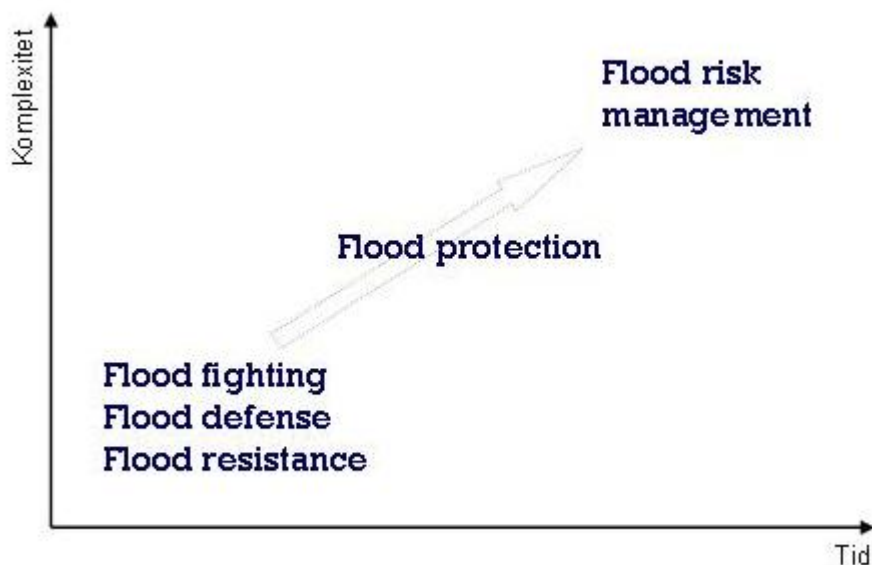 Komplexitet
Flood risk
management
Flood protection
Flood fighting
Flood defense
Flood resistance
Tid